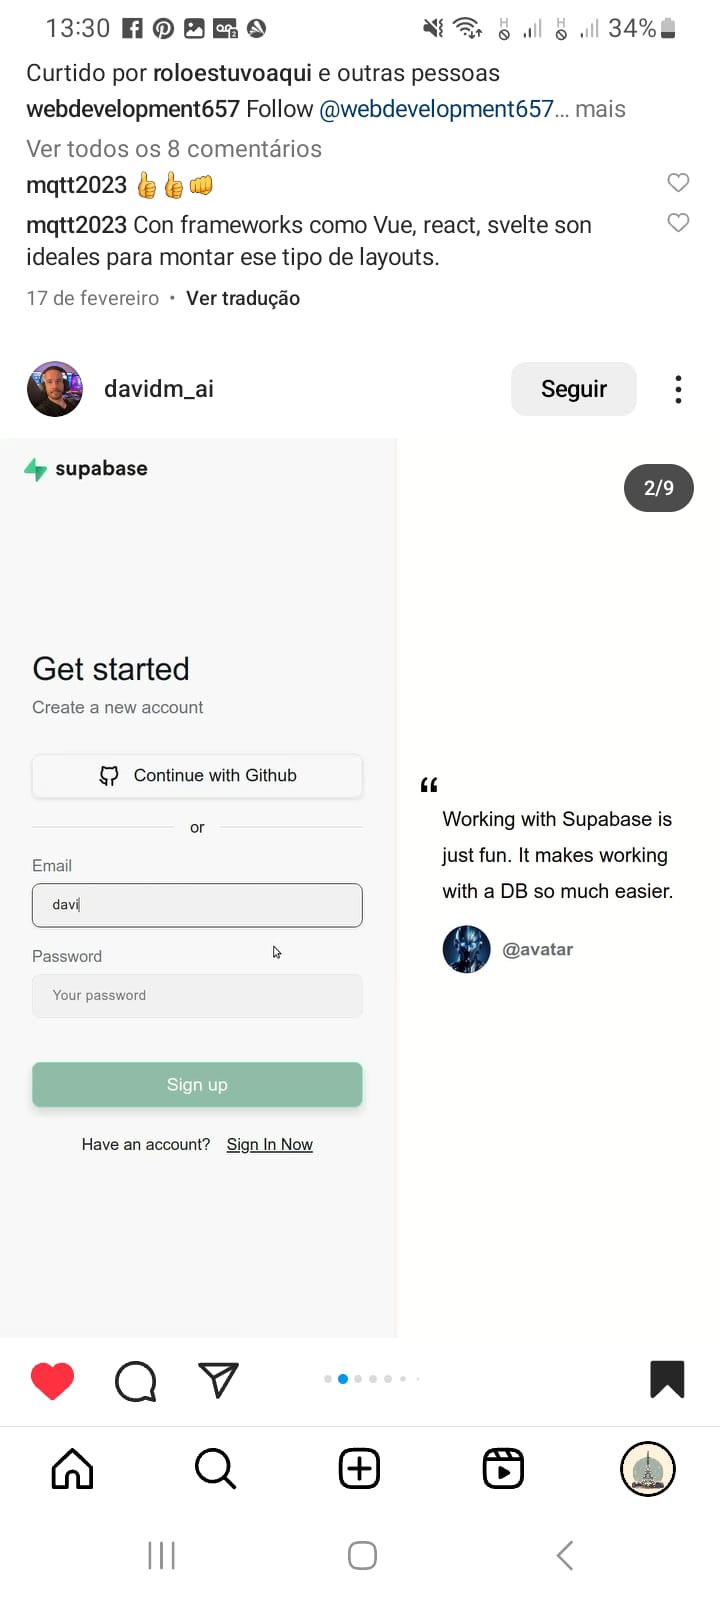 13:30
34%
Curtido por roloestuvoaqui e outras pessoas
webdevelopment657 Follow @webdevelopment657... mais
Ver todos os 8 comentários
mqtt2023 👍👍👊
mqtt2023 Con frameworks como Vue, react, svelte son
ideales para montar ese tipo de layouts.
17 de fevereiro • Ver tradução
davidm_ai
Seguir
supabase
2/9
Get started
Create a new account
Continue with Github
or
Email
davi
Password
Your password
Sign up
Have an account? Sign In Now
“
Working with Supabase is
just fun. It makes working
with a DB so much easier.
@avatar